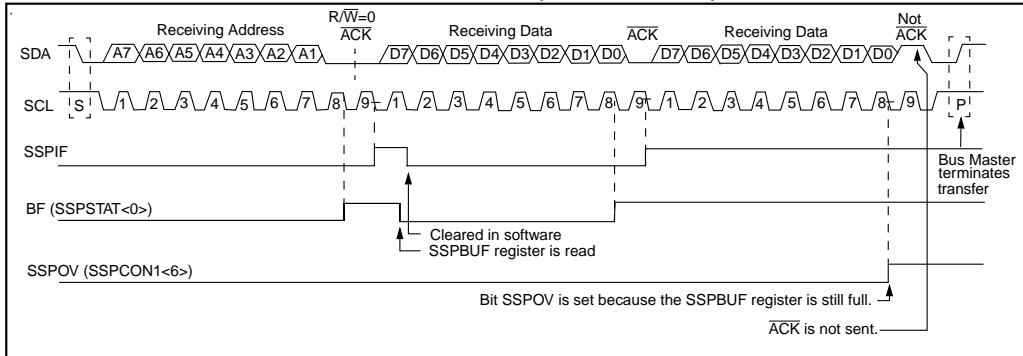 Receiving Address R/W=0 ACK Receiving Data ACK Receiving Data Not ACK
SDA A7 A6 A5 A4 A3 A2 A1 D7 D6 D5 D4 D3 D2 D1 D0 D7 D6 D5 D4 D3 D2 D1 D0
SCL S 1 2 3 4 5 6 7 8 9 1 2 3 4 5 6 7 8 9 1 2 3 4 5 6 7 8 9 P
SSPIF
Bus Master
terminates
transfer
BF (SSPSTAT<0>)
Cleared in software
SSPBUF register is read
SSPOV (SSPCON1<6>)
Bit SSPOV is set because the SSPBUF register is still full.
ACK is not sent.